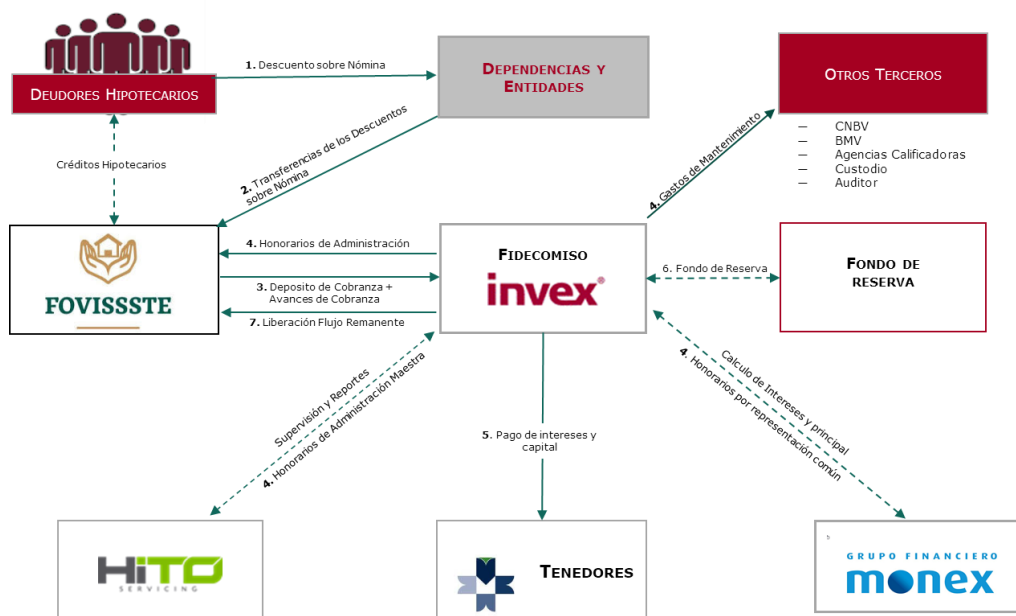 DEUDORES HIPOTECARIOS
1. Descuento sobre Nómina
DEPENDENCIAS Y
ENTIDADES
OTROS TERCEROS
– CNBV
– BMV
– Agencias Calificadoras
– Custodio
– Auditor
4. Gastos de Mantenimiento
Créditos Hipotecarios
2. Transferencias de los Descuentos
sobre Nómina
FOVISSSTE
4. Honorarios de Administración
3. Deposito de Cobranza +
Avances de Cobranza
7. Liberación Flujo Remanente
FIDECOMISO
invex®
6. Fondo de Reserva
FONDO DE
RESERVA
Supervisión y Reportes
4. Honorarios de Administración Maestra
5. Pago de intereses y
capital
Calculo de Intereses y principal
4. Honorarios por representación común
HiTO
SERVICING
TENEDORES
GRUPO FINANCIERO
monex